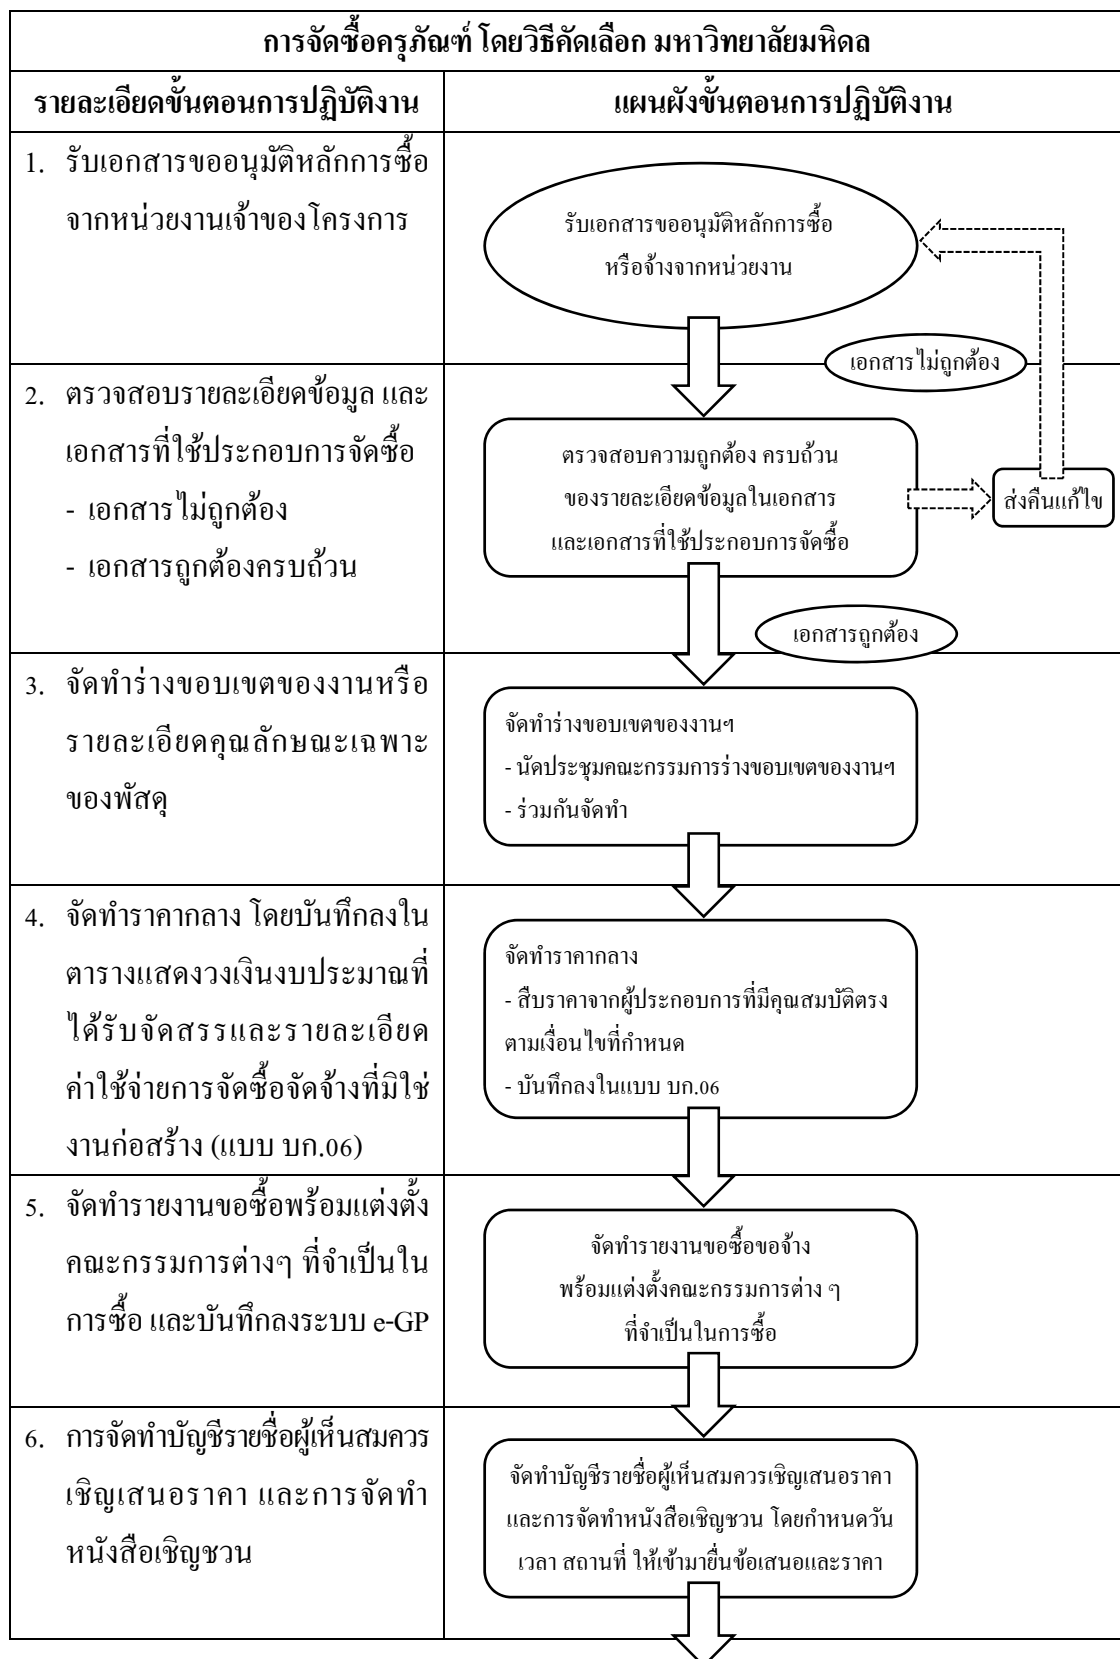 การจัดซื้อครุภัณฑ์ โดยวิธีคัดเลือก มหาวิทยาลัยมหิดล
รายละเอียดขั้นตอนการปฏิบัติงาน
แผนผังขั้นตอนการปฏิบัติงาน
1. รับเอกสารขออนุมัติหลักการซื้อ
จากหน่วยงานเจ้าของโครงการ
รับเอกสารขออนุมัติหลักการซื้อ
หรือจ้างจากหน่วยงาน
เอกสารไม่ถูกต้อง
2. ตรวจสอบรายละเอียดข้อมูล และ
เอกสารที่ใช้ประกอบการจัดซื้อ
- เอกสารไม่ถูกต้อง
- เอกสารถูกต้องครบถ้วน
ตรวจสอบความถูกต้อง ครบถ้วน
ของรายละเอียดข้อมูลในเอกสาร
และเอกสารที่ใช้ประกอบการจัดซื้อ
ส่งคืนแก้ไข
เอกสารถูกต้อง
3. จัดทำร่างขอบเขตของงานหรือ
รายละเอียดคุณลักษณะเฉพาะ
ของพัสดุ
จัดทำร่างขอบเขตของงานฯ
- นัดประชุมคณะกรรมการร่างขอบเขตของงานฯ
- ร่วมกันจัดทำ
4. จัดทำราคากลาง โดยบันทึกลงใน
ตารางแสดงวงเงินงบประมาณที่
ได้รับจัดสรรและรายละเอียด
ค่าใช้จ่ายการจัดซื้อจัดจ้างที่มิใช่
งานก่อสร้าง (แบบ บก.06)
จัดทำราคากลาง
- สืบราคาจากผู้ประกอบการที่มีคุณสมบัติตรง
ตามเงื่อนไขที่กำหนด
- บันทึกลงในแบบ บก.06
5. จัดทำรายงานขอซื้อพร้อมแต่งตั้ง
คณะกรรมการต่างๆ ที่จำเป็นใน
การซื้อ และบันทึกลงระบบ e-GP
จัดทำรายงานขอซื้อขอจ้าง
พร้อมแต่งตั้งคณะกรรมการต่าง ๆ
ที่จำเป็นในการซื้อ
6. การจัดทำบัญชีรายชื่อผู้เห็นสมควร
เชิญเสนอราคา และการจัดทำ
หนังสือเชิญชวน
จัดทำบัญชีรายชื่อผู้เห็นสมควรเชิญเสนอราคา
และการจัดทำหนังสือเชิญชวน โดยกำหนดวัน
เวลา สถานที่ ให้เข้ามายื่นข้อเสนอและราคา